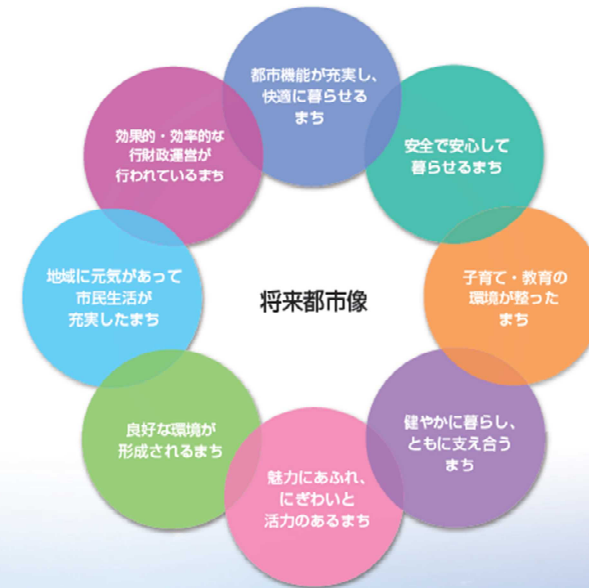 都市機能が充実し、
快適に暮らせる
まち
安全で安心して
暮らせるまち
子育て・教育の
環境が整った
まち
健やかに暮らし、
ともに支え合う
まち
魅力にあふれ、
にぎわいと
活力のあるまち
良好な環境が
形成されるまち
地域に元気があって
市民生活が
充実したまち
効果的・効率的な
行財政運営が
行われているまち
将来都市像